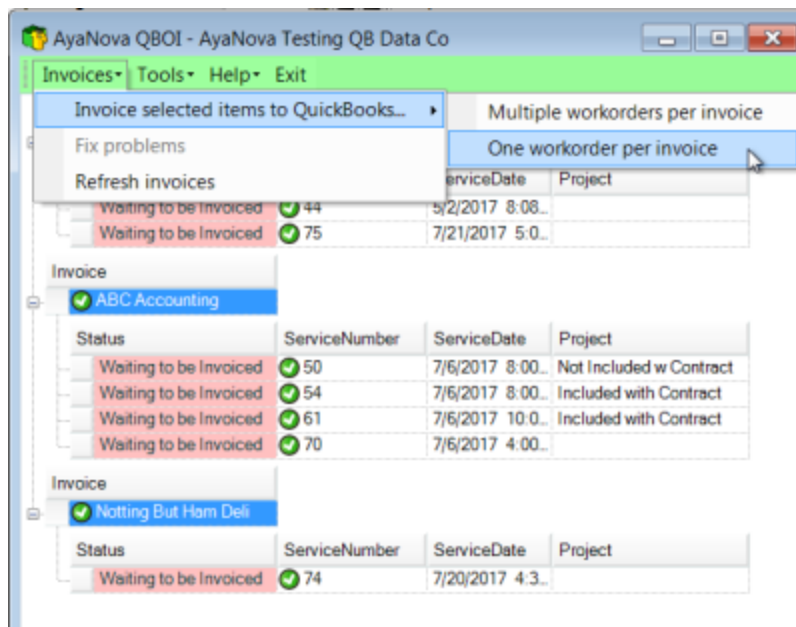 AyaNova QBOI - AyaNova Testing QB Data Co
Invoices Tools Help Exit
Invoice selected items to QuickBooks...
Multiple workorders per invoice
Fix problems
One workorder per invoice
Refresh invoices
erviceDate Project
Waiting to be Invoiced 44 5/2/2017 8:08...
Waiting to be Invoiced 75 7/21/2017 5:0...
Invoice
ABC Accounting
Status ServiceNumber ServiceDate Project
Waiting to be Invoiced 50 7/6/2017 8:00... Not Included w Contract
Waiting to be Invoiced 54 7/6/2017 8:00... Included with Contract
Waiting to be Invoiced 61 7/6/2017 10:0... Included with Contract
Waiting to be Invoiced 70 7/6/2017 4:00...
Invoice
Notting But Ham Deli
Status ServiceNumber ServiceDate Project
Waiting to be Invoiced 74 7/20/2017 4:3...